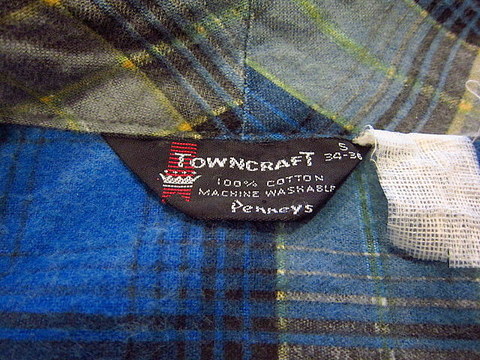 S
34-36
TOWNCRAFT
100% COTTON
MACHINE WASHABLE
Penneys